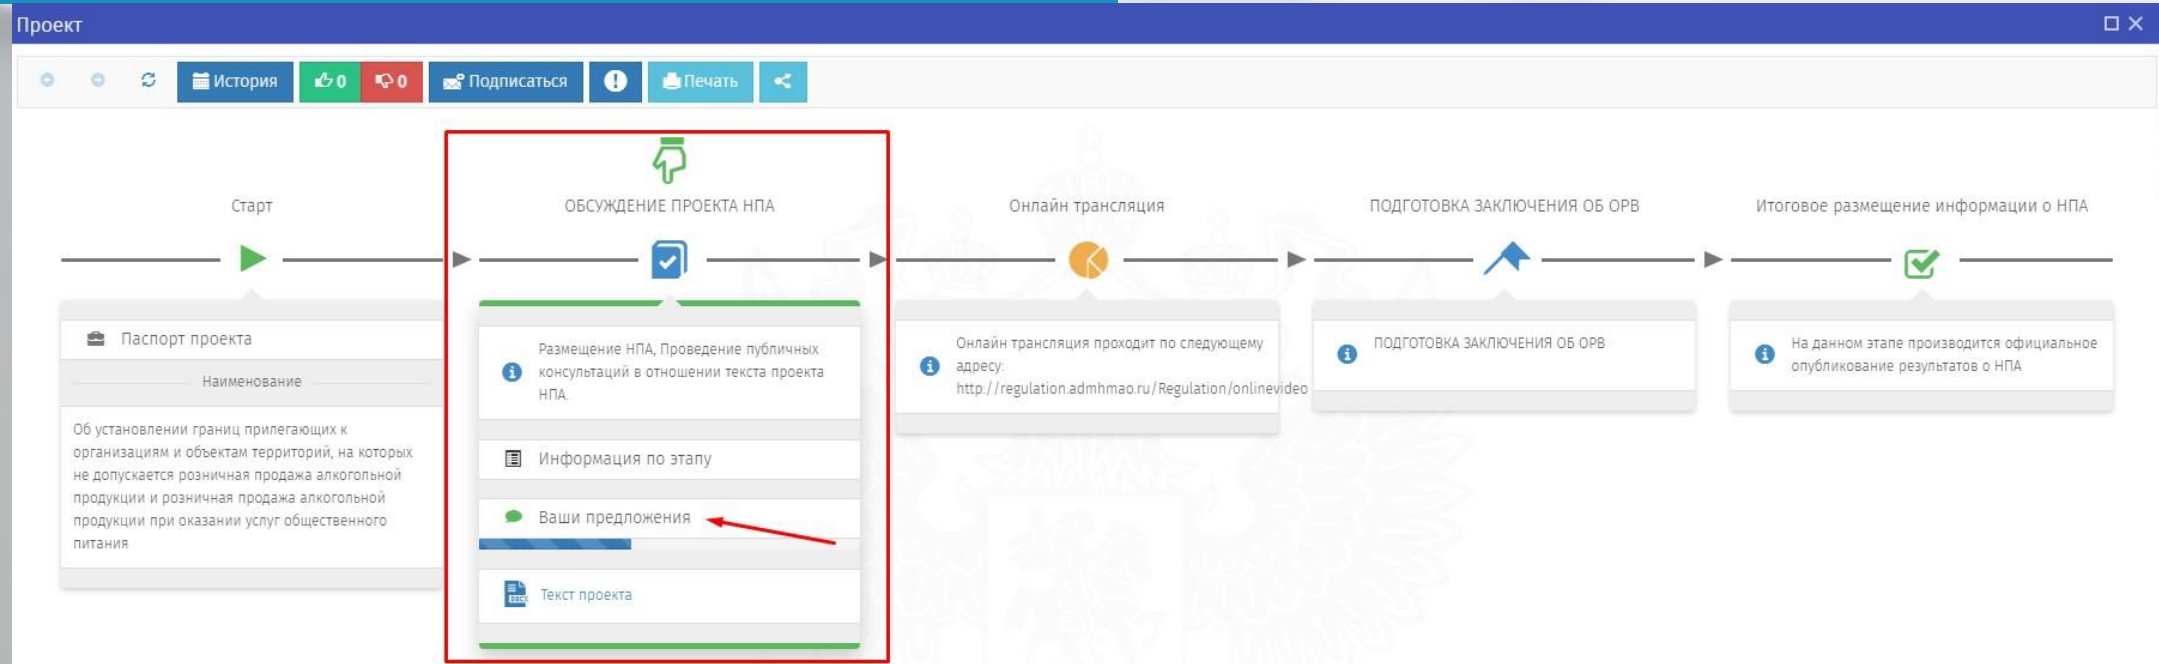 Проект
История
0
0
Подписаться
Печать
Старт
ОБСУЖДЕНИЕ ПРОЕКТА НПА
Онлайн трансляция
ПОДГОТОВКА ЗАКЛЮЧЕНИЯ ОБ ОРВ
Итоговое размещение информации о НПА
Паспорт проекта
Наименование
Об установлении границ прилегающих к
организациям и объектам территорий, на которых
не допускается розничная продажа алкогольной
продукции и розничная продажа алкогольной
продукции при оказании услуг общественного
питания
Размещение НПА, Проведение публичных
консультаций в отношении текста проекта
НПА.
Информация по этапу
Ваши предложения
DOCX
Текст проекта
Онлайн трансляция проходит по следующему
адресу:
http://regulation.admhmao.ru/Regulation/onlinevideo
ПОДГОТОВКА ЗАКЛЮЧЕНИЯ ОБ ОРВ
На данном этапе производится официальное
опубликование результатов о НПА